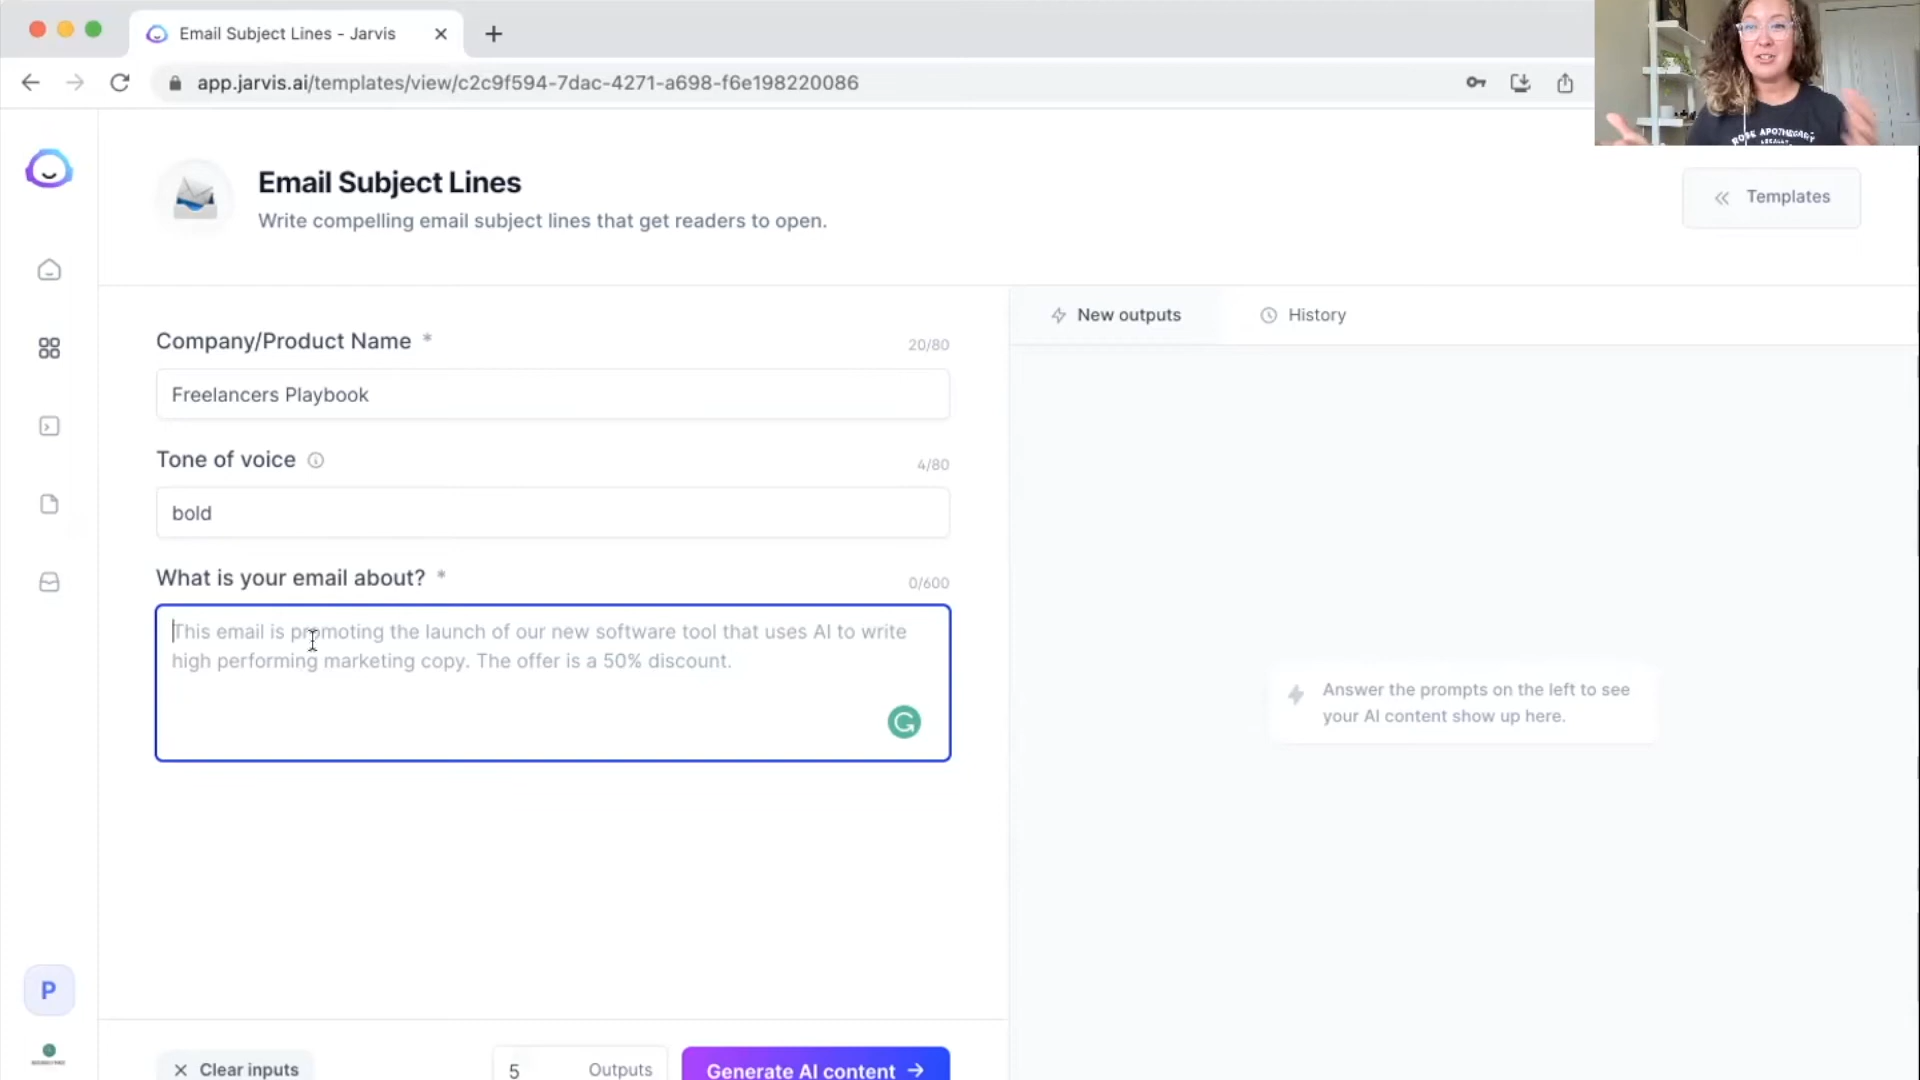 Email Subject Lines - Jarvis
app.jarvis.ai/templates/view/c2c9f594-7dac-4271-a698-f6e198220086
ROSE APOTHECARY
Email Subject Lines
Write compelling email subject lines that get readers to open.
Templates
Company/Product Name *
20/80
Freelancers Playbook
Tone of voice
4/80
bold
What is your email about? *
0/600
This email is promoting the launch of our new software tool that uses AI to write
high performing marketing copy. The offer is a 50% discount.
New outputs
History
Answer the prompts on the left to see
your AI content show up here.
P
Clear inputs
5 Outputs
Generate AI content →